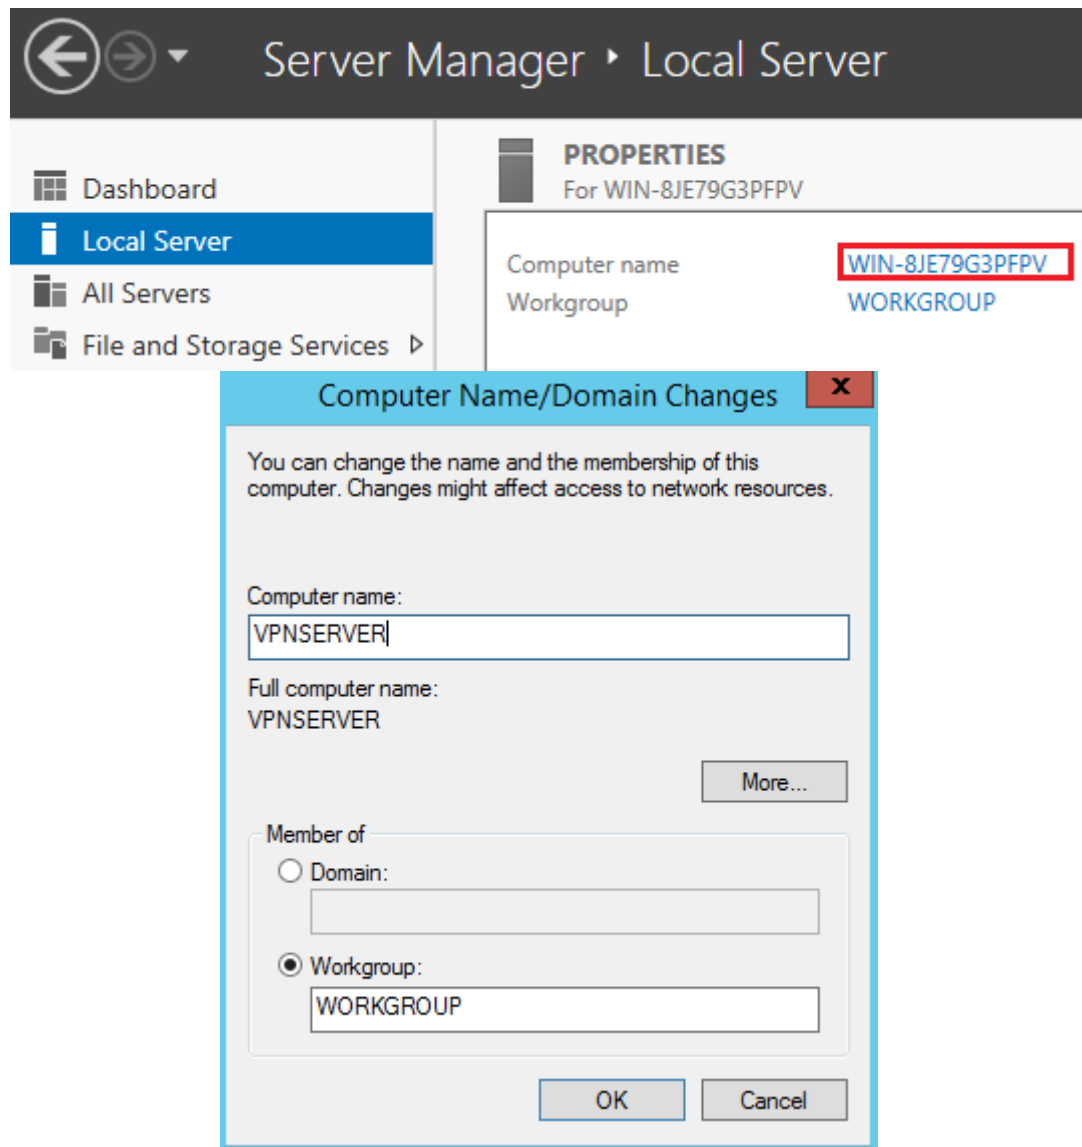 Server Manager ‣ Local Server
Dashboard
Local Server
All Servers
File and Storage Services
PROPERTIES
For WIN-8JE79G3PFPV
Computer name WIN-8JE79G3PFPV
Workgroup WORKGROUP
Computer Name/Domain Changes x
You can change the name and the membership of this
computer. Changes might affect access to network resources.
Computer name:
VPNSERVER
Full computer name:
VPNSERVER
More...
Member of
Domain:
Workgroup:
WORKGROUP
OK Cancel